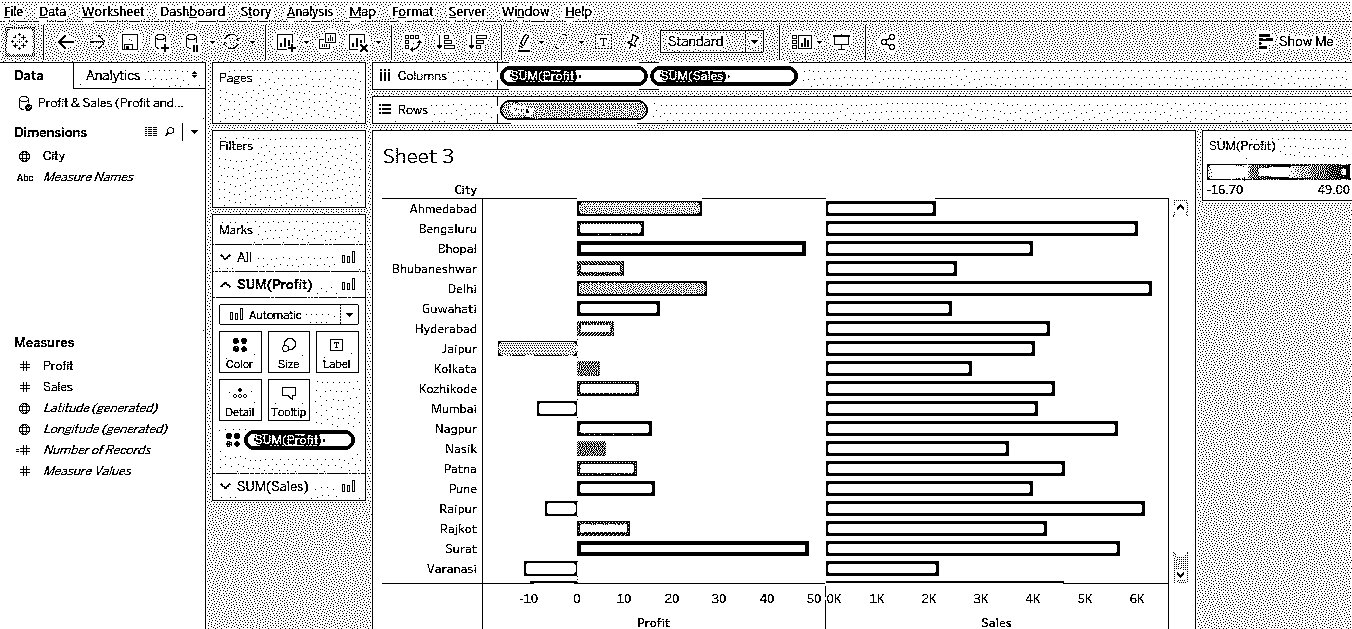 File Data Worksheet Dashboard Story Analysis Map Format Server Window Help
Standard
Show Me
Data Analytics
Profit & Sales (Profit and...
Dimensions
City
Abc Measure Names
Measures
Profit
Sales
Latitude (generated)
Longitude (generated)
Number of Records
Measure Values
Pages
Filters
Marks
All
SUM(Profit)
Automatic
Color Size Label
Detail Tooltip
SUM(Profit)
SUM(Sales)
Columns SUM(Profit) SUM(Sales)
Rows
Sheet 3
City
Ahmedabad
Bengaluru
Bhopal
Bhubaneshwar
Delhi
Guwahati
Hyderabad
Jaipur
Kolkata
Kozhikode
Mumbai
Nagpur
Nasik
Patna
Pune
Raipur
Rajkot
Surat
Varanasi
-10 0 10 20 30 40 50 0K 1K 2K 3K 4K 5K 6K
Profit Sales
SUM(Profit)
-16.70 49.00